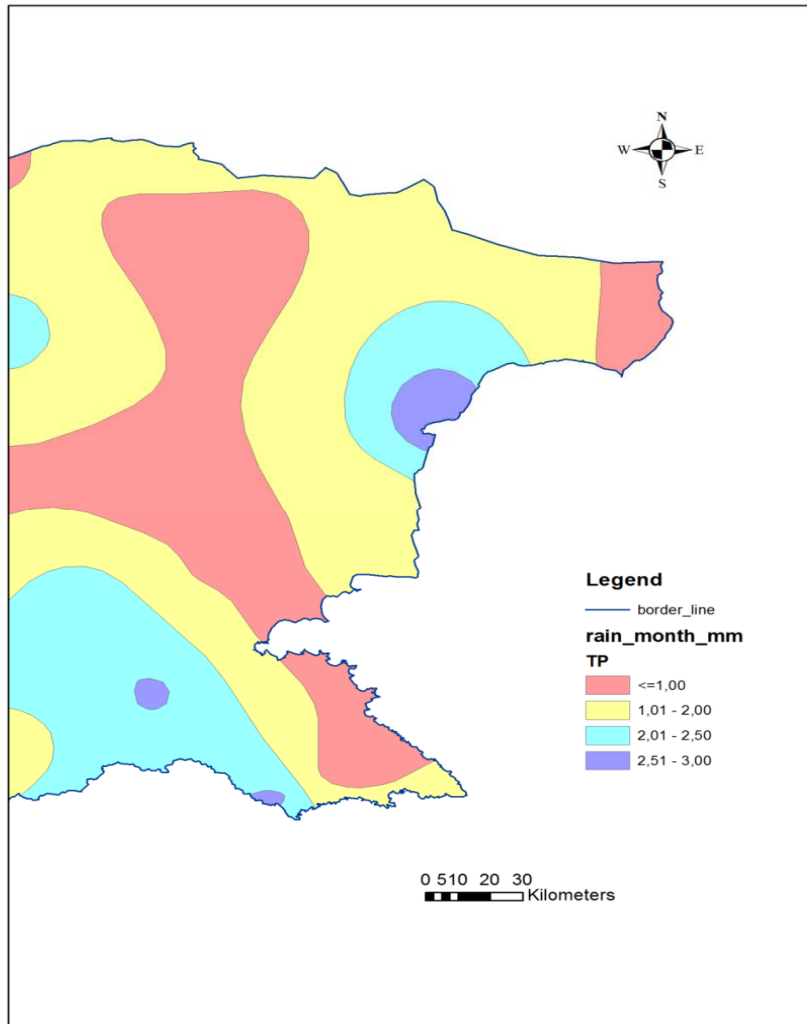 N
W E
S
Legend
border_line
rain_month_mm
TP
<=1,00
1,01 - 2,00
2,01 - 2,50
2,51 - 3,00
0 510 20 30
Kilometers